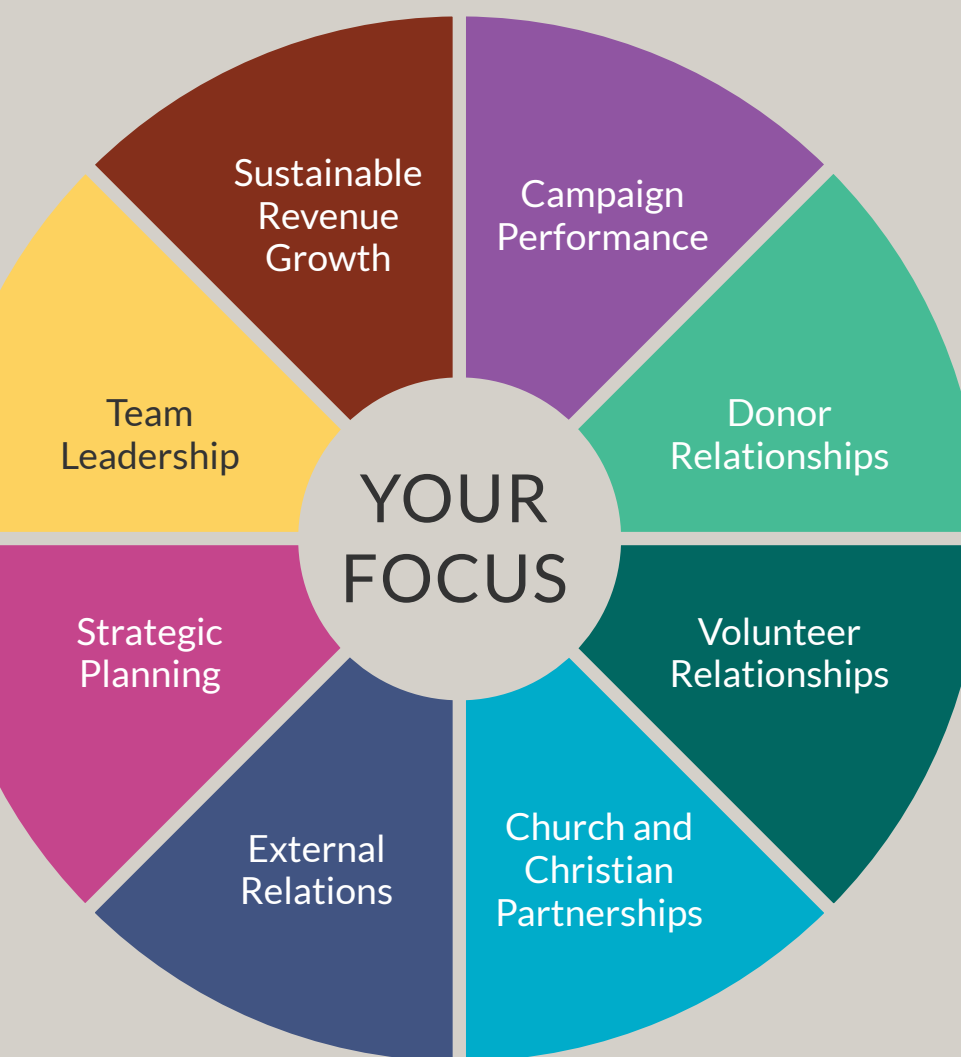 Sustainable
Revenue
Growth
Campaign
Performance
Donor
Relationships
Volunteer
Relationships
Church and
Christian
Partnerships
External
Relations
Strategic
Planning
Team
Leadership
YOUR
FOCUS